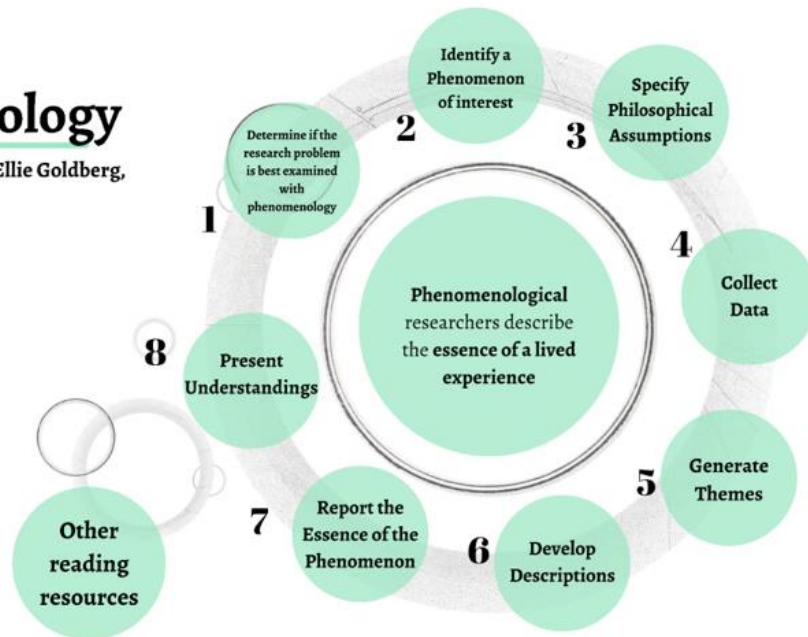 ology
Ellie Goldberg,
1
Determine if the
research problem
is best examined
with
phenomenology
2
Identify a
Phenomenon
of interest
3
Specify
Philosophical
Assumptions
4
Collect
Data
5
Generate
Themes
6
Develop
Descriptions
7
Report the
Essence of the
Phenomenon
8
Present
Understandings
Phenomenological
researchers describe
the essence of a lived
experience
Other
reading
resources